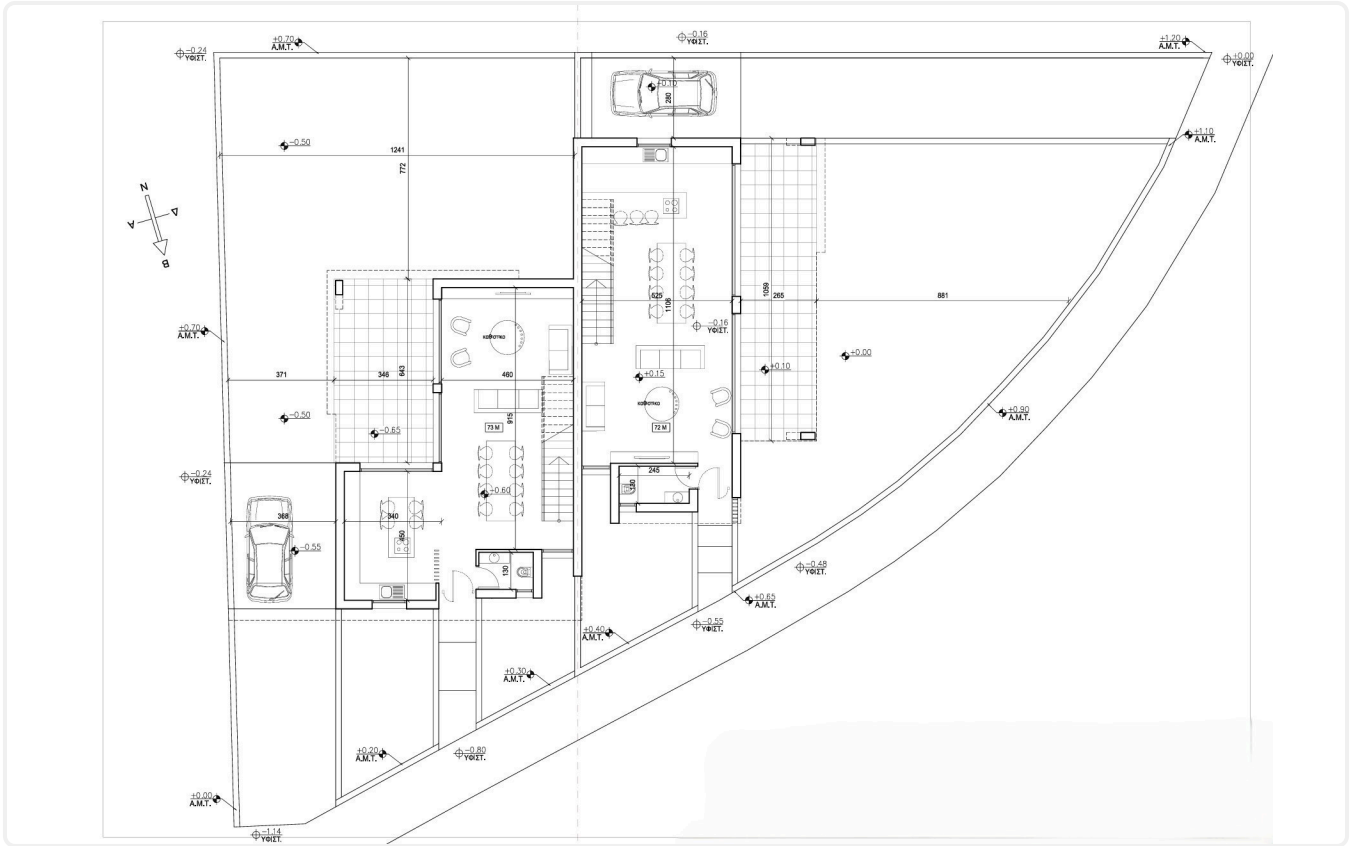 -0.24
ΥΦΙΣΤ.
+0.70
Α.Μ.Τ.
-0.16
ΥΦΙΣΤ.
+1.20
Α.Μ.Τ.
+0.00
ΥΦΙΣΤ.
+0.10
280
-0.50
1241
772
+1.10
Α.Μ.Τ.
Ν
Δ
Α
Β
525
1106
1059
265
881
-0.16
ΥΦΙΣΤ.
+0.70
Α.Μ.Τ.
καθιστικο
+0.00
371
346
643
460
+0.15
+0.10
καθιστικο
-0.50
-0.65
915
73 Μ
72 Μ
+0.90
Α.Μ.Τ.
-0.24
ΥΦΙΣΤ.
245
130
-0.60
368
340
450
-0.55
130
-0.48
ΥΦΙΣΤ.
+0.65
Α.Μ.Τ.
+0.40
Α.Μ.Τ.
-0.55
ΥΦΙΣΤ.
+0.30
Α.Μ.Τ.
+0.20
Α.Μ.Τ.
-0.80
ΥΦΙΣΤ.
+0.00
Α.Μ.Τ.
-1.14
ΥΦΙΣΤ.